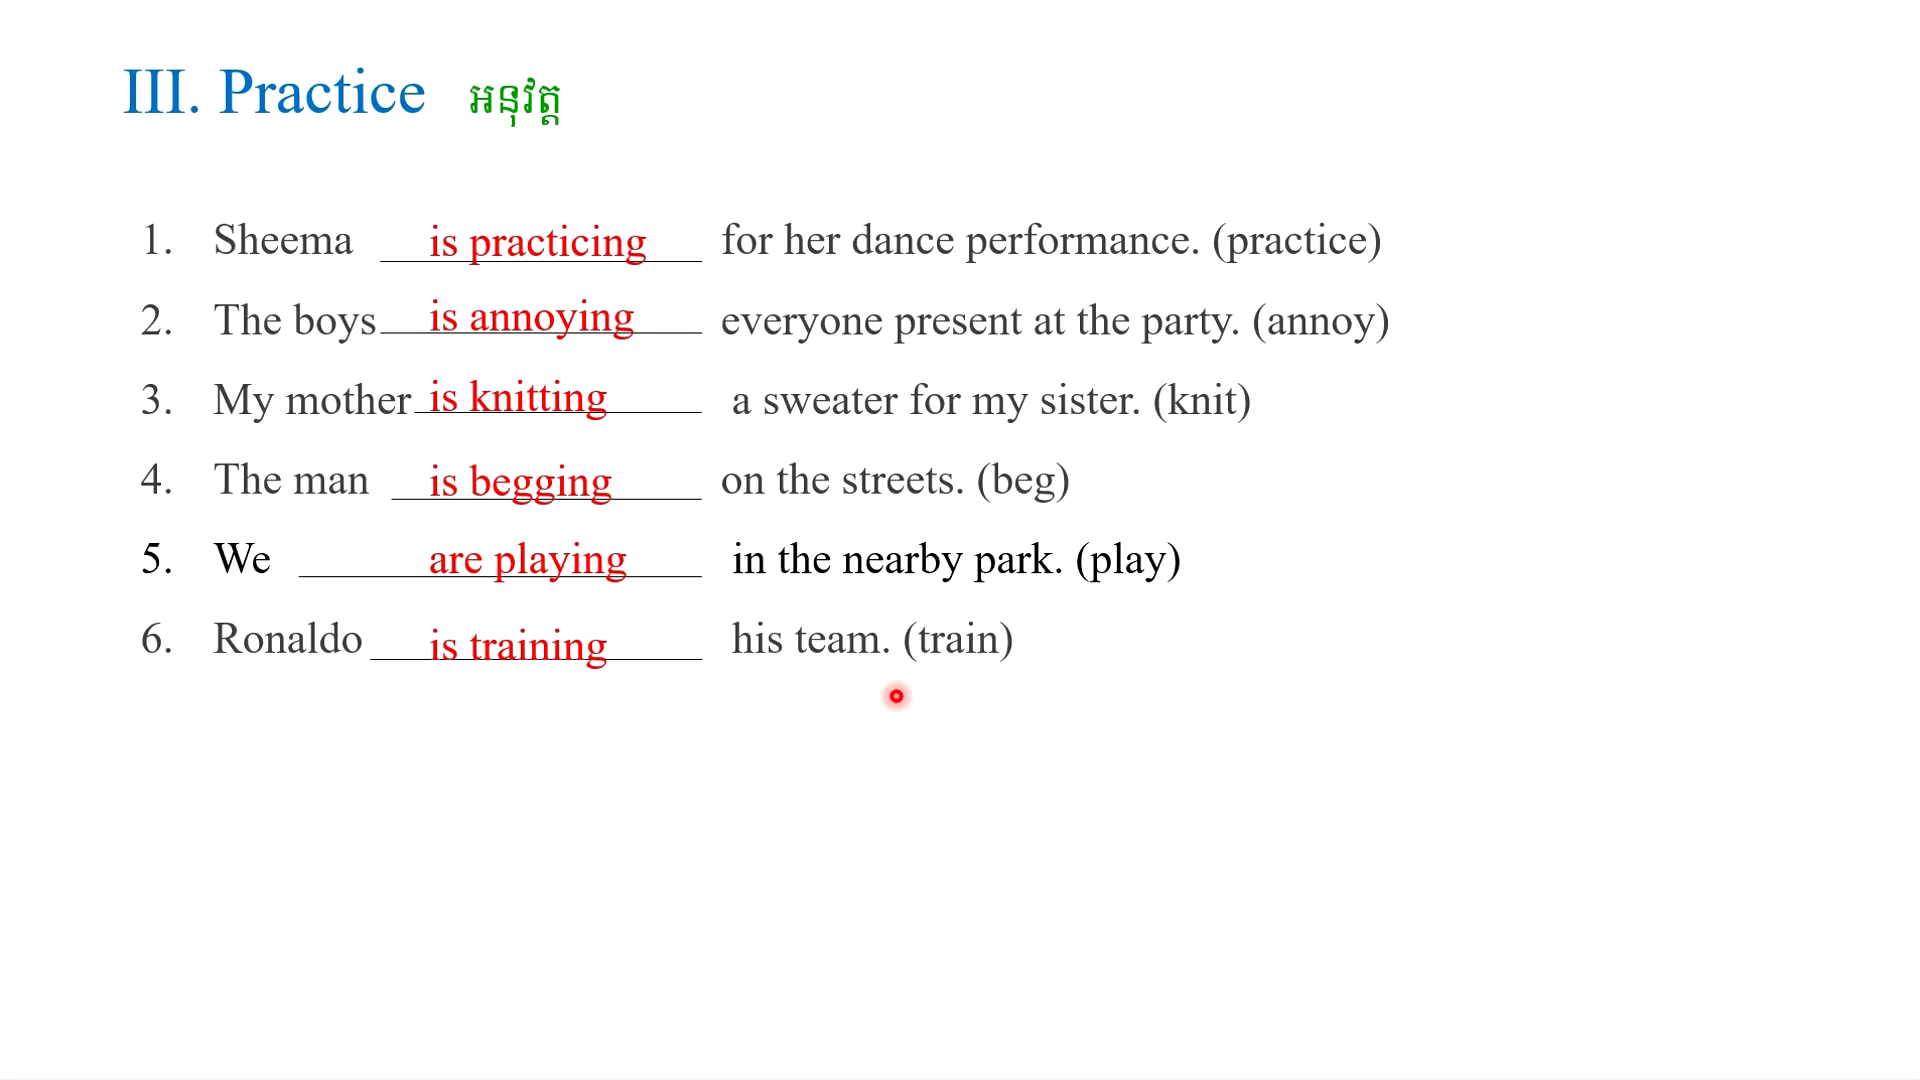 III. Practice អនុវត្ត
1. Sheema is practicing for her dance performance. (practice)
2. The boys is annoying everyone present at the party. (annoy)
3. My mother is knitting a sweater for my sister. (knit)
4. The man is begging on the streets. (beg)
5. We are playing in the nearby park. (play)
6. Ronaldo is training his team. (train)